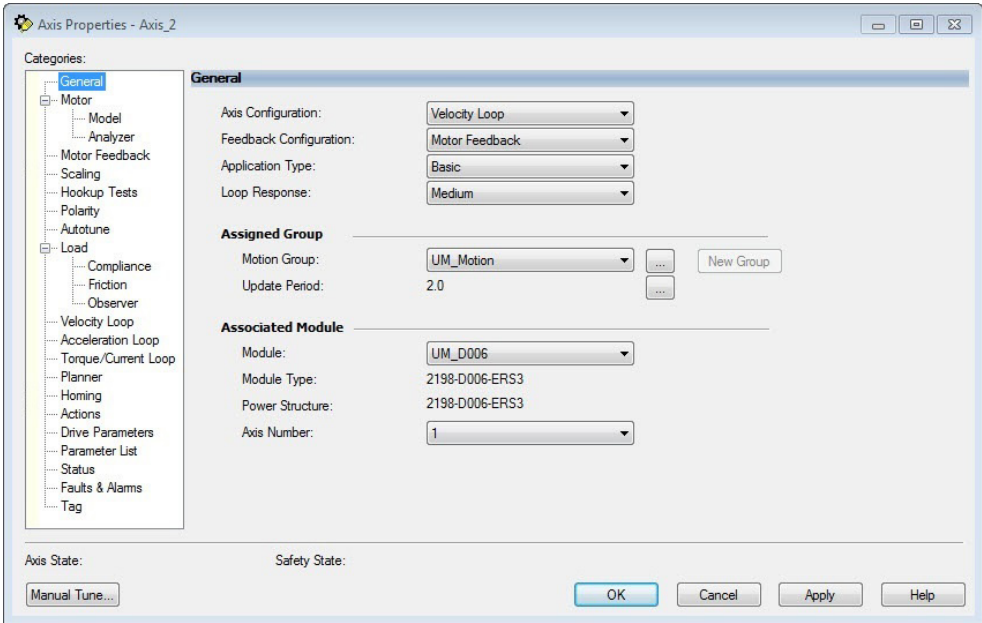 Axis Properties - Axis_2
Categories:
General
Motor
Model
Analyzer
Motor Feedback
Scaling
Hookup Tests
Polarity
Autotune
Load
Compliance
Friction
Observer
Velocity Loop
Acceleration Loop
Torque/Current Loop
Planner
Homing
Actions
Drive Parameters
Parameter List
Status
Faults & Alarms
Tag
General
Axis Configuration: Velocity Loop
Feedback Configuration: Motor Feedback
Application Type: Basic
Loop Response: Medium
Assigned Group
Motion Group: UM_Motion ... New Group
Update Period: 2.0 ...
Associated Module
Module: UM_D006
Module Type: 2198-D006-ERS3
Power Structure: 2198-D006-ERS3
Axis Number: 1
Axis State: Safety State:
Manual Tune... OK Cancel Apply Help